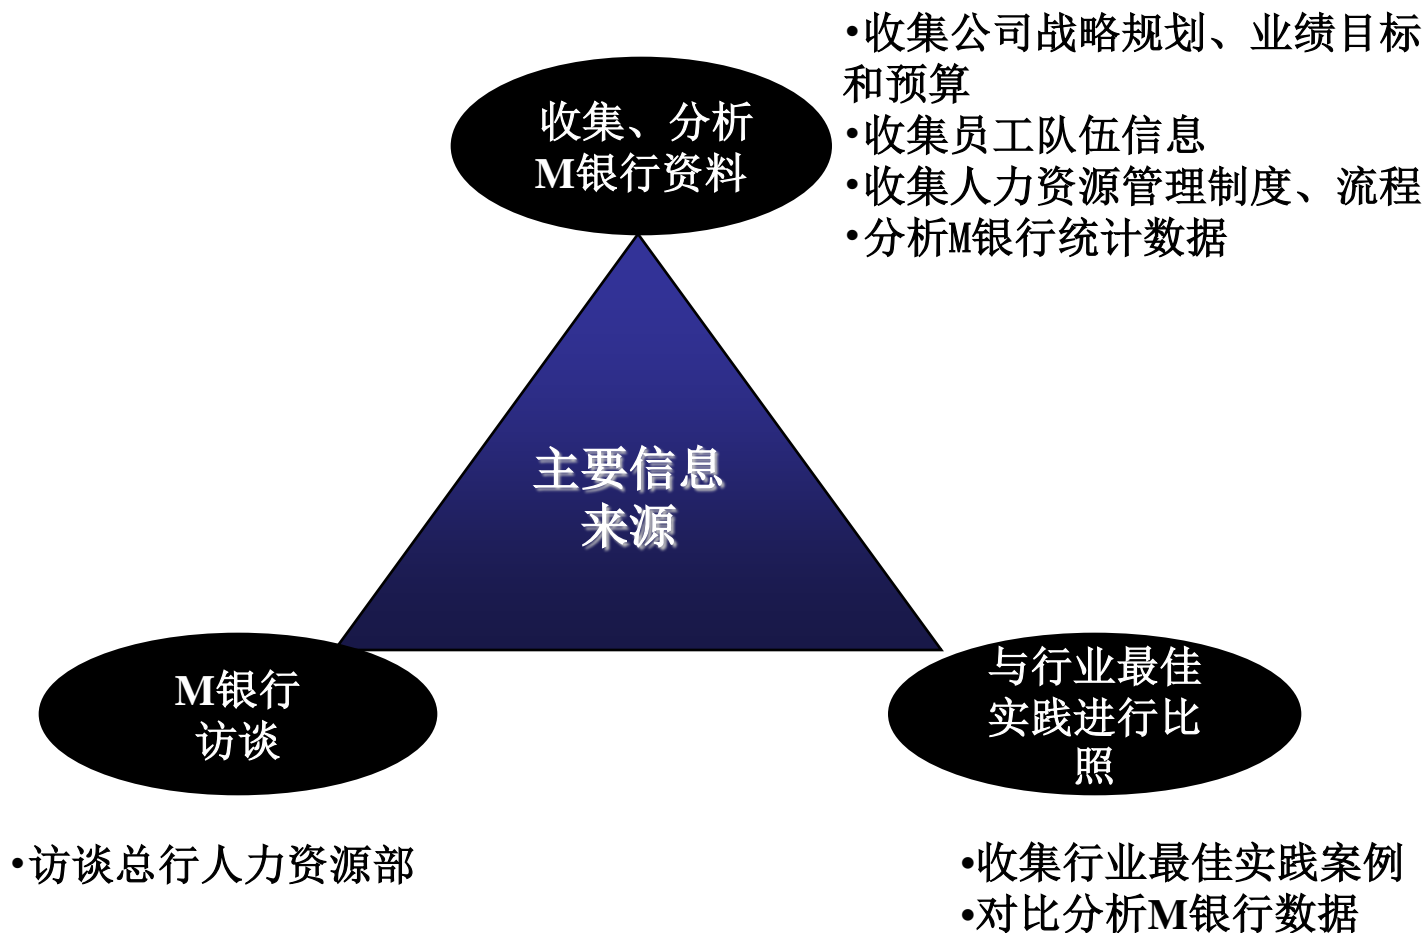 •收集公司战略规划、业绩目标
和预算
•收集员工队伍信息
•收集人力资源管理制度、流程
•分析M银行统计数据
收集、分析
M银行资料
主要信息
来源
M银行
访谈
与行业最佳
实践进行比
照
•访谈总行人力资源部
•收集行业最佳实践案例
•对比分析M银行数据